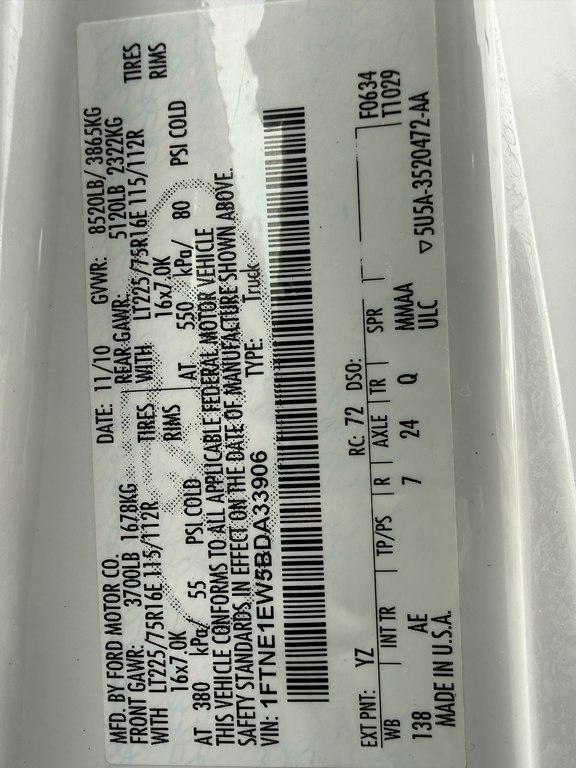 MFD. BY FORD MOTOR CO. DATE: 11/10 GVWR: 8520LB/ 3865KG
FRONT GAWR: 3700LB 1678KG REAR GAWR: 5120LB 2322KG
WITH LT225/75R16E 115/112R TIRES WITH LT225/75R16E 115/112R TIRES
16x7.0K RIMS 16x7.0K RIMS
AT 380 kPa/ 55 PSI COLD AT 550 kPa/ 80 PSI COLD
THIS VEHICLE CONFORMS TO ALL APPLICABLE FEDERAL MOTOR VEHICLE
SAFETY STANDARDS IN EFFECT ON THE DATE OF MANUFACTURE SHOWN ABOVE.
VIN: 1FTNE1EW5BDA33906 TYPE: Truck
F0634
T1029
EXT PNT: YZ RC: 72 DSO:
WB INT TR TP/PS R AXLE TR SPR
138 AE 7 24 Q MMAA
ULC
MADE IN U.S.A. ▽5U5A-3520472-AA